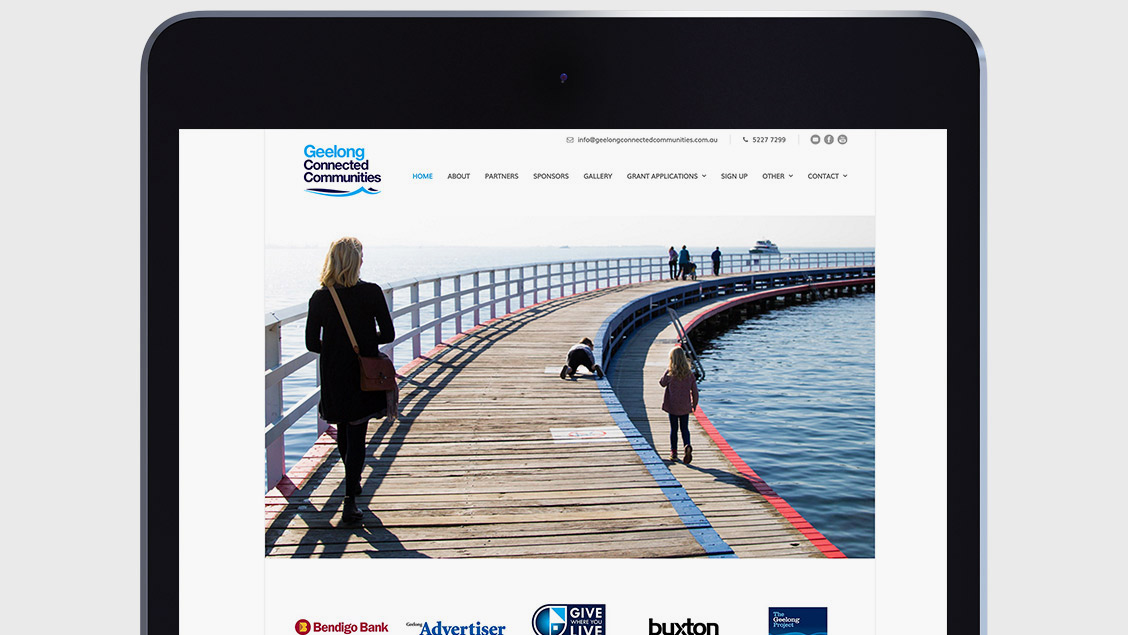 info@geelongconnectedcommunities.com.au
5227 7299
Geelong
Connected
Communities
HOME ABOUT PARTNERS SPONSORS GALLERY GRANT APPLICATIONS SIGN UP OTHER CONTACT
Bendigo Bank
Geelong Advertiser
GIVE
WHERE YOU
LIVE
buxton
The
Geelong
Project